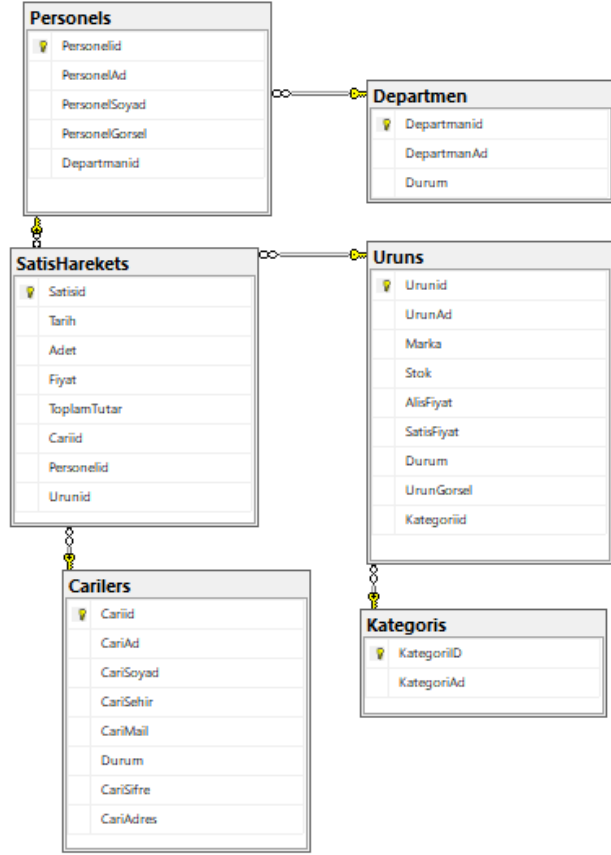 Personels
Personelid
PersonelAd
PersonelSoyad
PersonelGorsel
Departmanid
Departmen
Departmanid
DepartmanAd
Durum
SatisHarekets
Satisid
Tarih
Adet
Fiyat
ToplamTutar
Cariid
Personelid
Urunid
Uruns
Urunid
UrunAd
Marka
Stok
AlisFiyat
SatisFiyat
Durum
UrunGorsel
Kategoriid
Carilers
Cariid
CariAd
CariSoyad
CariSehir
CariMail
Durum
CariSifre
CariAdres
Kategoris
KategoriID
KategoriAd